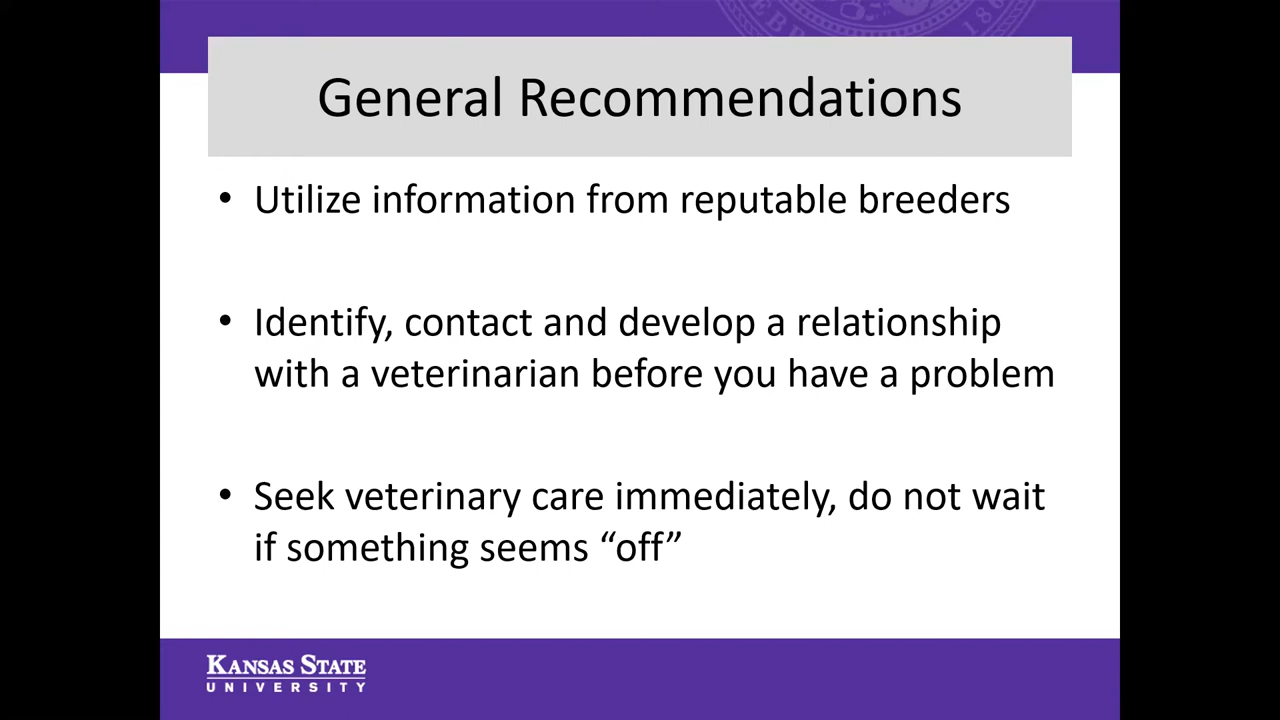 General Recommendations
• Utilize information from reputable breeders
• Identify, contact and develop a relationship
with a veterinarian before you have a problem
• Seek veterinary care immediately, do not wait
if something seems “off”
KANSAS STATE
UNIVERSITY